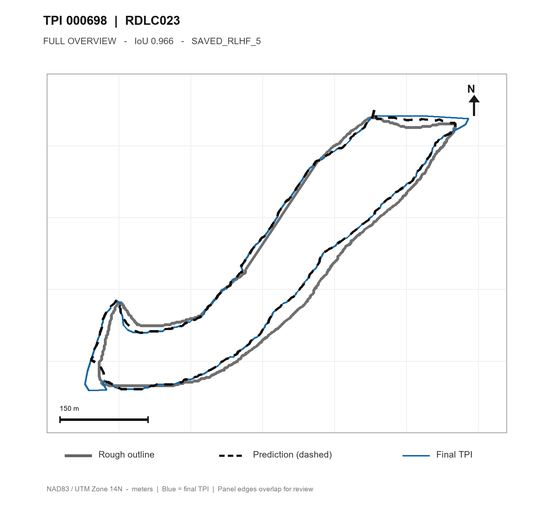 TPI 000698 | RDLC023
FULL OVERVIEW - IoU 0.966 - SAVED_RLHF_5
N
150 m
Rough outline
Prediction (dashed)
Final TPI
NAD83 / UTM Zone 14N - meters | Blue = final TPI | Panel edges overlap for review